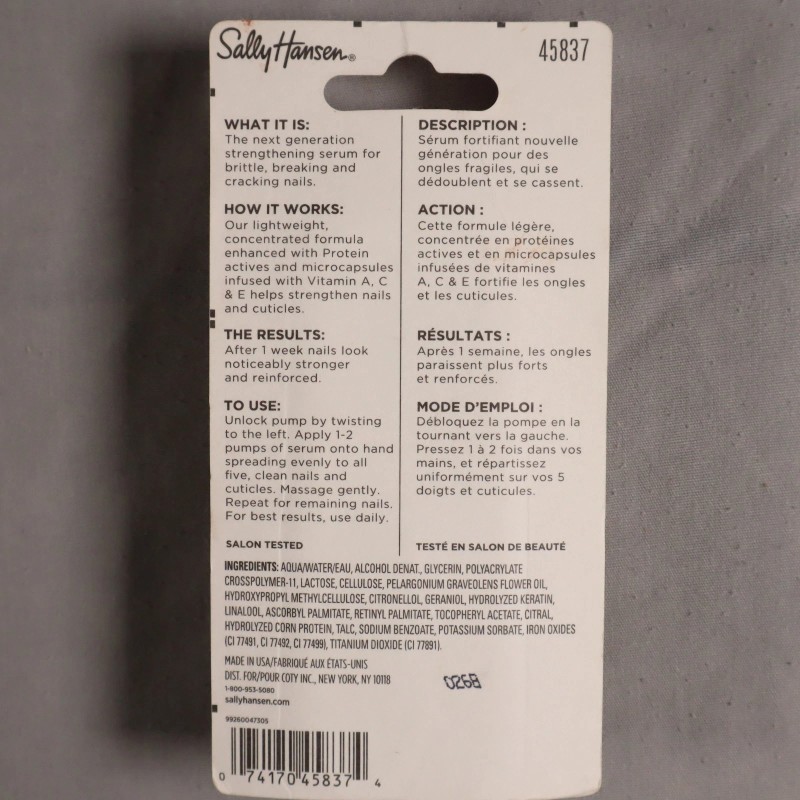 Sally Hansen®
45837
WHAT IT IS:
The next generation
strengthening serum for
brittle, breaking and
cracking nails.
HOW IT WORKS:
Our lightweight,
concentrated formula
enhanced with Protein
actives and microcapsules
infused with Vitamin A, C
& E helps strengthen nails
and cuticles.
THE RESULTS:
After 1 week nails look
noticeably stronger
and reinforced.
TO USE:
Unlock pump by twisting
to the left. Apply 1-2
pumps of serum onto hand
spreading evenly to all
five, clean nails and
cuticles. Massage gently.
Repeat for remaining nails.
For best results, use daily.
SALON TESTED
DESCRIPTION :
Sérum fortifiant nouvelle
génération pour des
ongles fragiles, qui se
dédoublent et se cassent.
ACTION :
Cette formule légère,
concentrée en protéines
actives et en microcapsules
infusées de vitamines
A, C & E fortifie les ongles
et les cuticules.
RÉSULTATS :
Après 1 semaine, les ongles
paraissent plus forts
et renforcés.
MODE D'EMPLOI :
Débloquez la pompe en la
tournant vers la gauche.
Pressez 1 à 2 fois dans vos
mains, et répartissez
uniformément sur vos 5
doigts et cuticules.
TESTÉ EN SALON DE BEAUTÉ
INGREDIENTS: AQUA/WATER/EAU, ALCOHOL DENAT., GLYCERIN, POLYACRYLATE
CROSSPOLYMER-11, LACTOSE, CELLULOSE, PELARGONIUM GRAVEOLENS FLOWER OIL,
HYDROXYPROPYL METHYLCELLULOSE, CITRONELLOL, GERANIOL, HYDROLYZED KERATIN,
LINALOOL, ASCORBYL PALMITATE, RETINYL PALMITATE, TOCOPHERYL ACETATE, CITRAL,
HYDROLYZED CORN PROTEIN, TALC, SODIUM BENZOATE, POTASSIUM SORBATE, IRON OXIDES
(CI 77491, CI 77492, CI 77499), TITANIUM DIOXIDE (CI 77891).
MADE IN USA/FABRIQUÉ AUX ÉTATS-UNIS
DIST. FOR/POUR COTY INC., NEW YORK, NY 10118
1-800-953-5080
sallyhansen.com
0268
99260047305
0 74170 45837 4